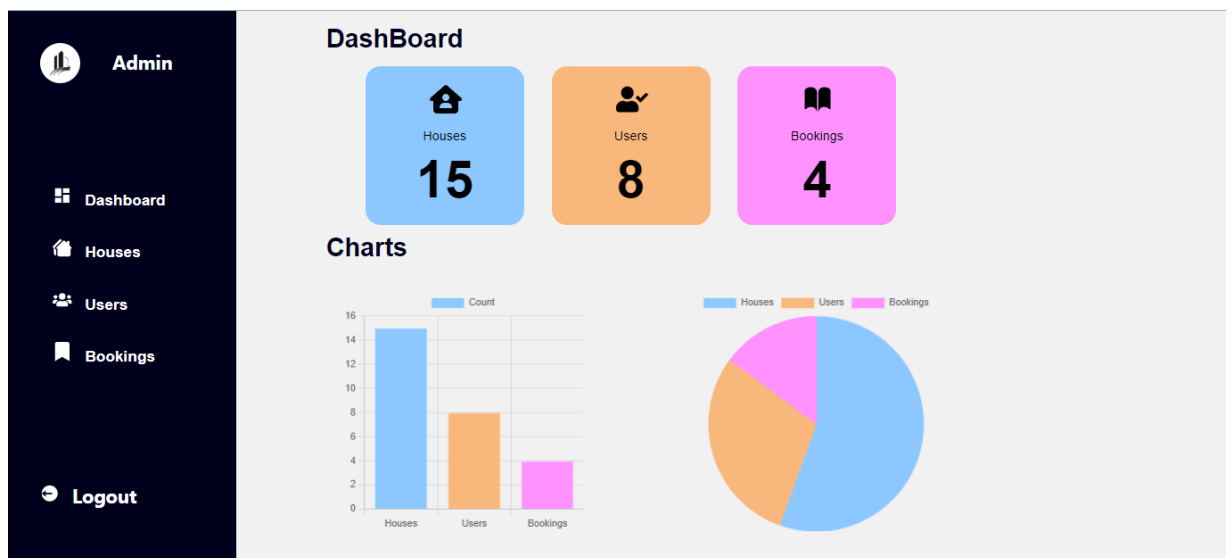 Admin
Dashboard
Houses
Users
Bookings
Logout
DashBoard
Houses
15
Users
8
Bookings
4
Charts
Count
16
14
12
10
8
6
4
2
0
Houses Users Bookings
Houses Users Bookings